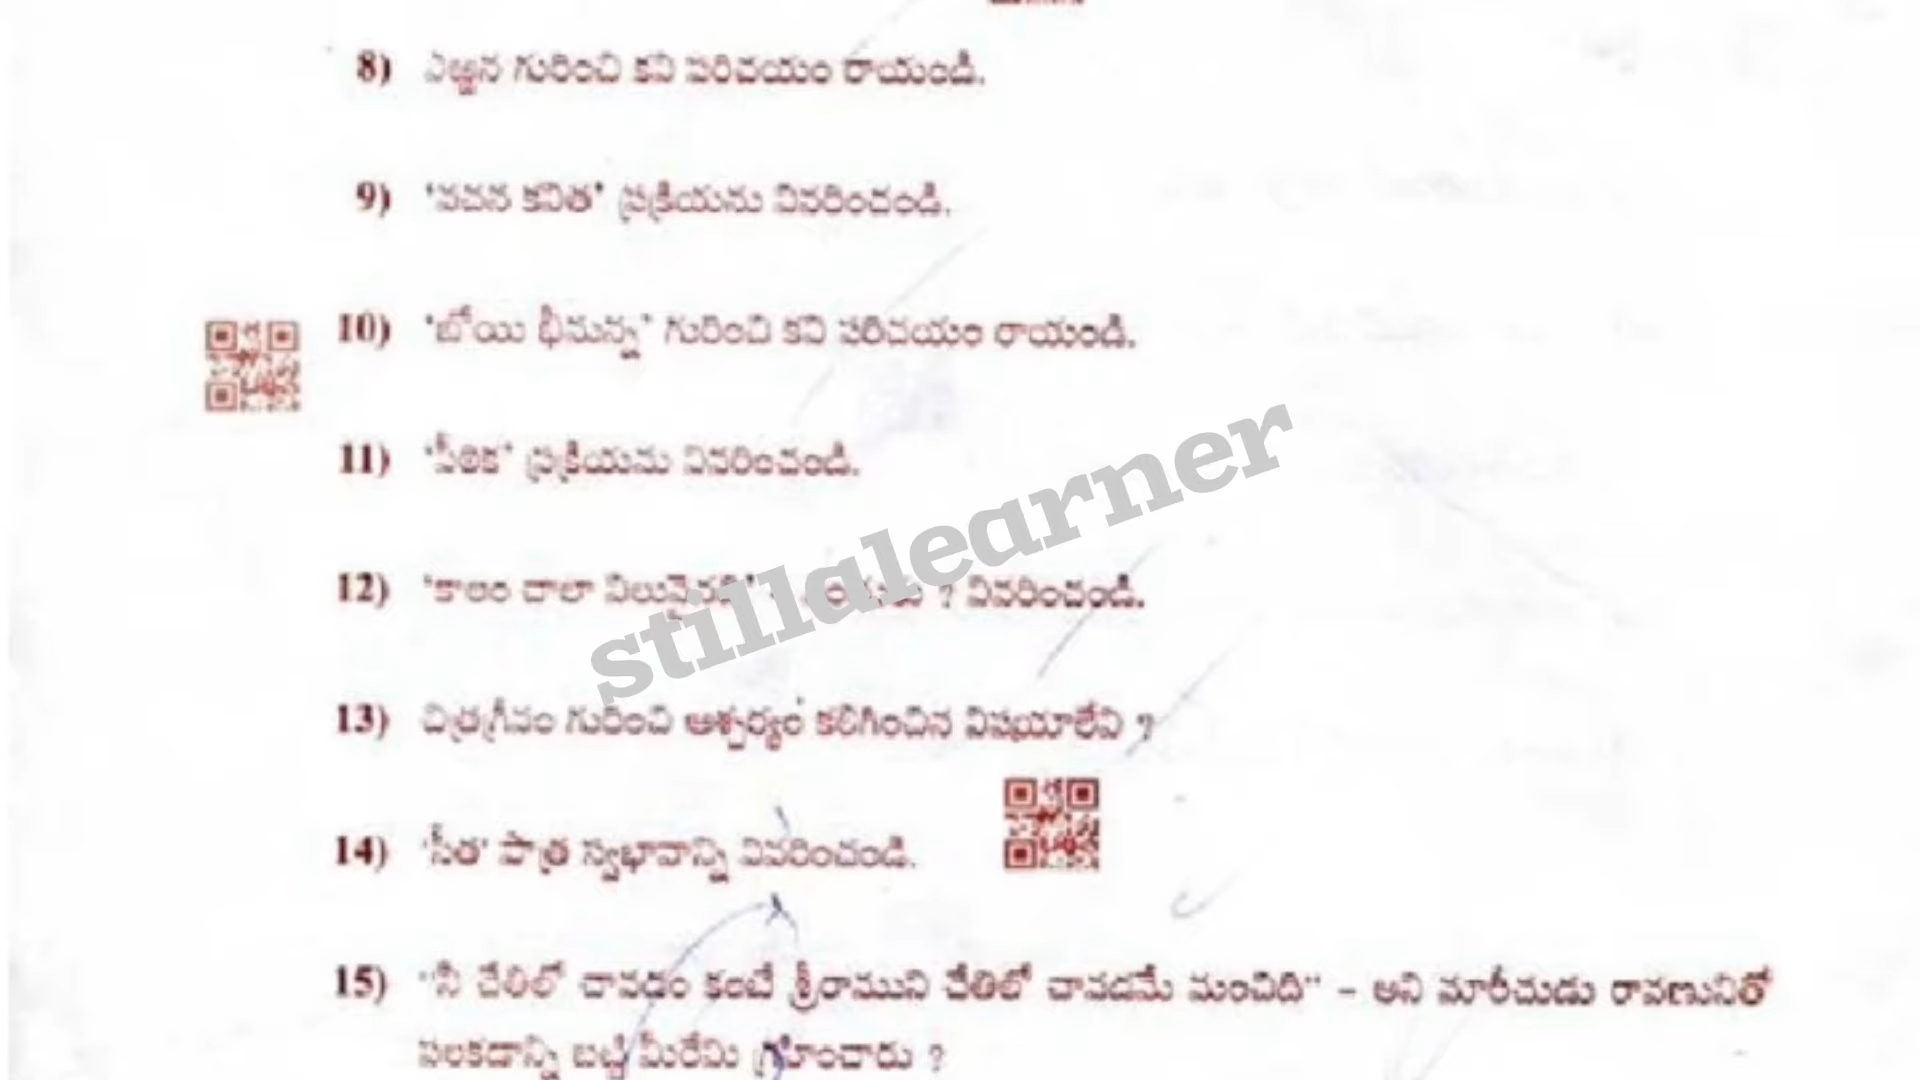 8) ఎఱ్ఱన గురించి కవి పరిచయం రాయండి.
9) 'వచన కవిత' ప్రక్రియను వివరించండి.
10) 'బోయి భీమన్న' గురించి కవి పరిచయం రాయండి.
11) 'పీఠిక' ప్రక్రియను వివరించండి.
12) 'కాలం చాలా విలువైనది' - ? వివరించండి.
stillalearner
13) చిత్రగ్రీవం గురించి ఆశ్చర్యం కలిగించిన విషయాలేవి ?
14) 'సీత' పాత్ర స్వభావాన్ని వివరించండి.
15) "నీ చేతిలో చావడం కంటే శ్రీరాముని చేతిలో చావడమే మంచిది" - అని మారీచుడు రావణునితో
పలకడాన్ని బట్టి మీరేమి గ్రహించారు ?